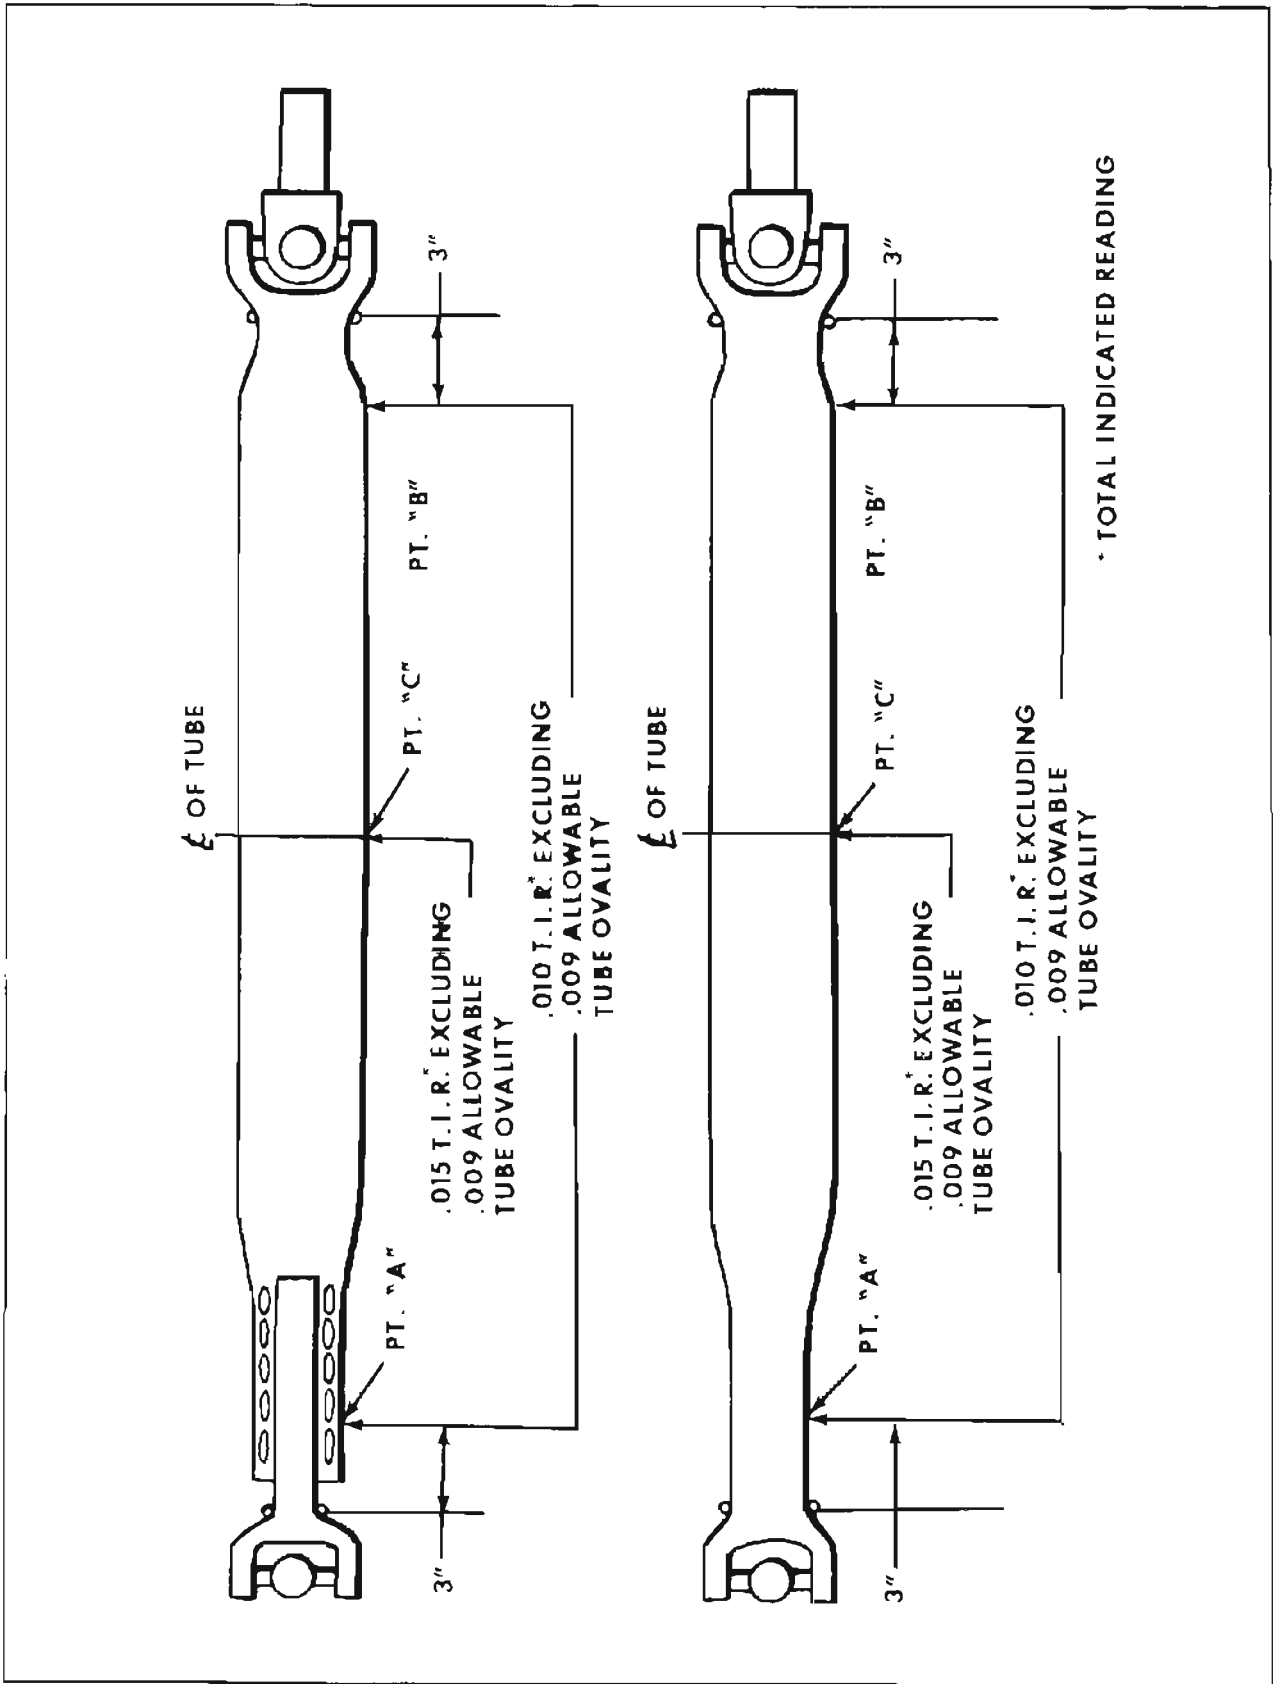 ℄ OF TUBE
3"
PT. "A"
.015 T.I.R.* EXCLUDING
.009 ALLOWABLE
TUBE OVALITY
PT. "C"
PT. "B"
3"
.010 T.I.R.* EXCLUDING
.009 ALLOWABLE
TUBE OVALITY
℄ OF TUBE
3"
PT. "A"
.015 T.I.R.* EXCLUDING
.009 ALLOWABLE
TUBE OVALITY
PT. "C"
PT. "B"
3"
.010 T.I.R.* EXCLUDING
.009 ALLOWABLE
TUBE OVALITY
* TOTAL INDICATED READING